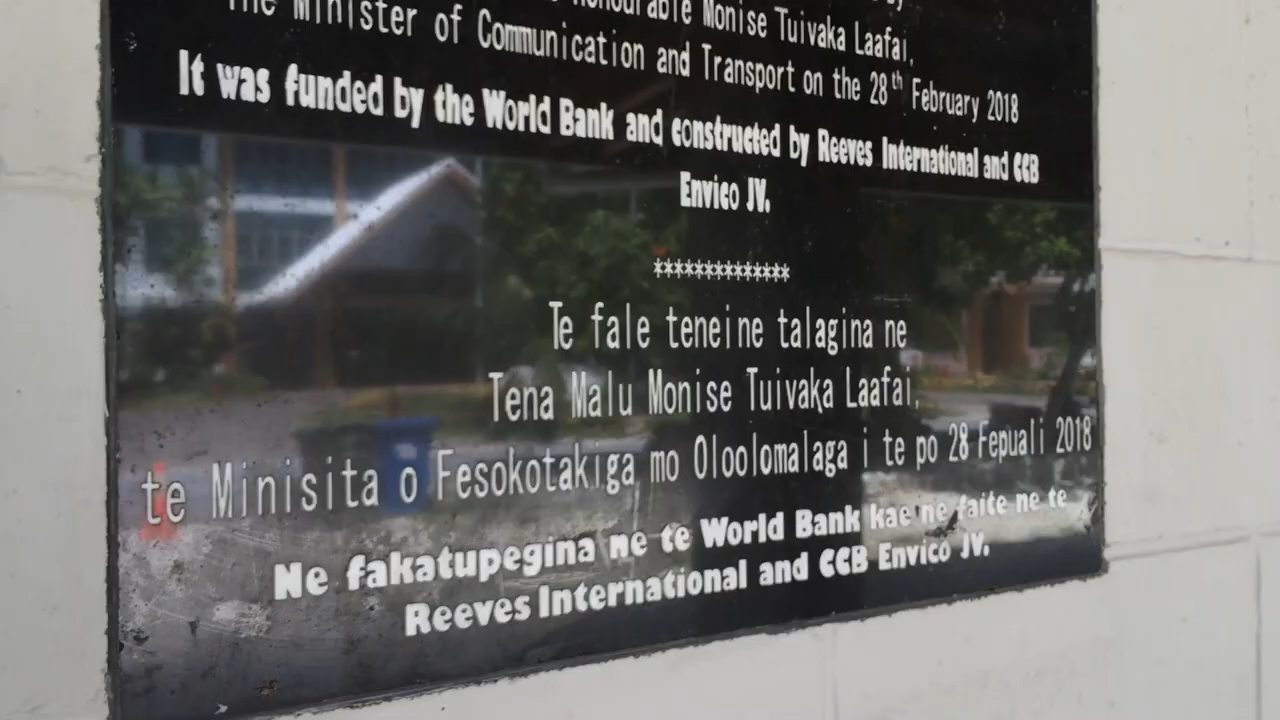 by
Honourable Monise Tuivaka Laafai,
The Minister of Communication and Transport on the 28th February 2018
It was funded by the World Bank and constructed by Reeves International and CCB
Envico JV.
**************
Te fale teneine talagina ne
Tena Malu Monise Tuivaka Laafai,
te Minisita o Fesokotakiga mo Oloolomalaga i te po 28 Fepuali 2018
Ne fakatupegina ne te World Bank kae ne faite ne te
Reeves International and CCB Envico JV.